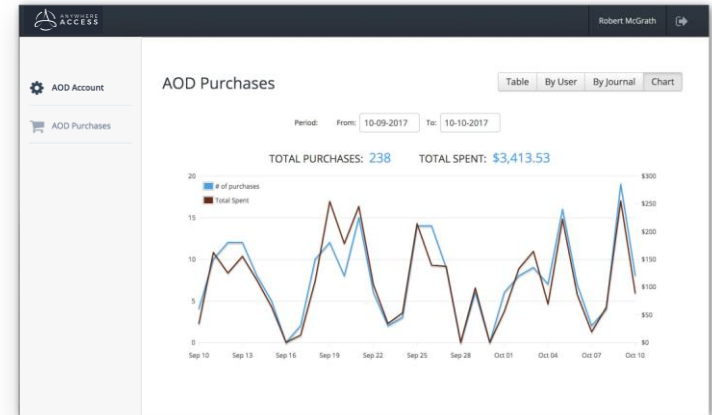 ANYWHERE
ACCESS
Robert McGrath
AOD Account
AOD Purchases
AOD Purchases
Table By User By Journal Chart
Period: From: 10-09-2017 To: 10-10-2017
TOTAL PURCHASES: 238 TOTAL SPENT: $3,413.53
# of purchases
Total Spent
20 $300
$250
15
$200
10 $150
$100
5
$50
0 $0
Sep 10 Sep 13 Sep 16 Sep 19 Sep 22 Sep 25 Sep 28 Oct 01 Oct 04 Oct 07 Oct 10